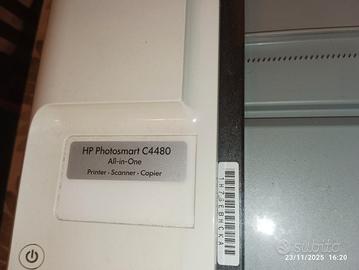 HP Photosmart C4480
All-in-One
Printer - Scanner - Copier
subito
23/11/2025 16:20